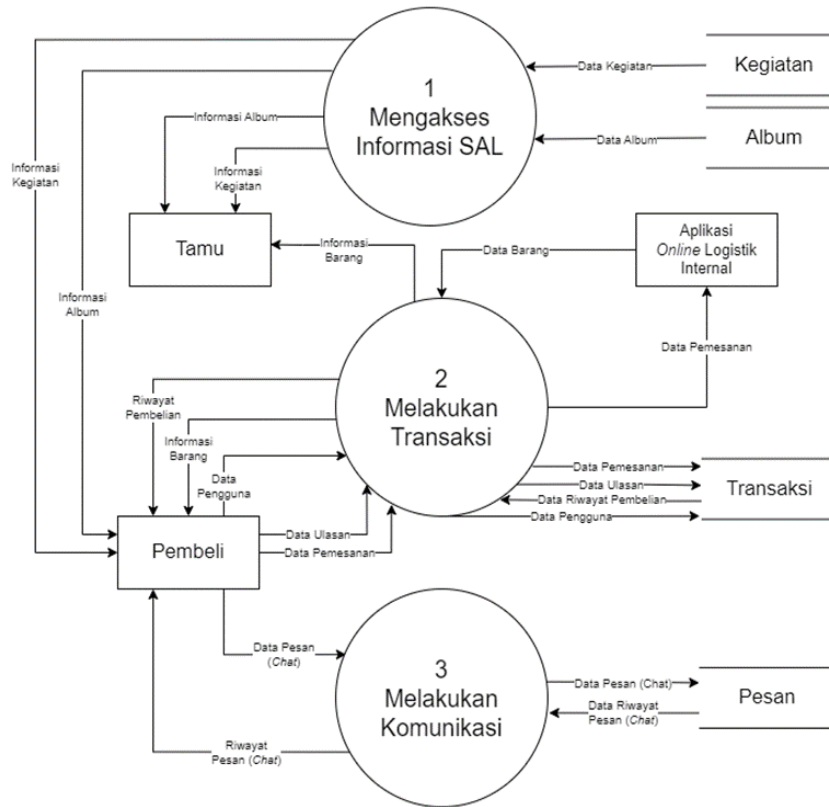 1
Mengakses
Informasi SAL
Data Kegiatan
Kegiatan
Data Album
Album
Informasi Album
Informasi
Kegiatan
Informasi
Kegiatan
Tamu
Informasi
Barang
Data Barang
Aplikasi
Online Logistik
Internal
Informasi
Album
Data Pemesanan
2
Melakukan
Transaksi
Riwayat
Pembelian
Informasi
Barang
Data
Pengguna
Data Pemesanan
Data Ulasan
Data Riwayat Pembelian
Data Pengguna
Transaksi
Pembeli
Data Ulasan
Data Pemesanan
Data Pesan
(Chat)
3
Melakukan
Komunikasi
Data Pesan (Chat)
Data Riwayat
Pesan (Chat)
Pesan
Riwayat
Pesan (Chat)